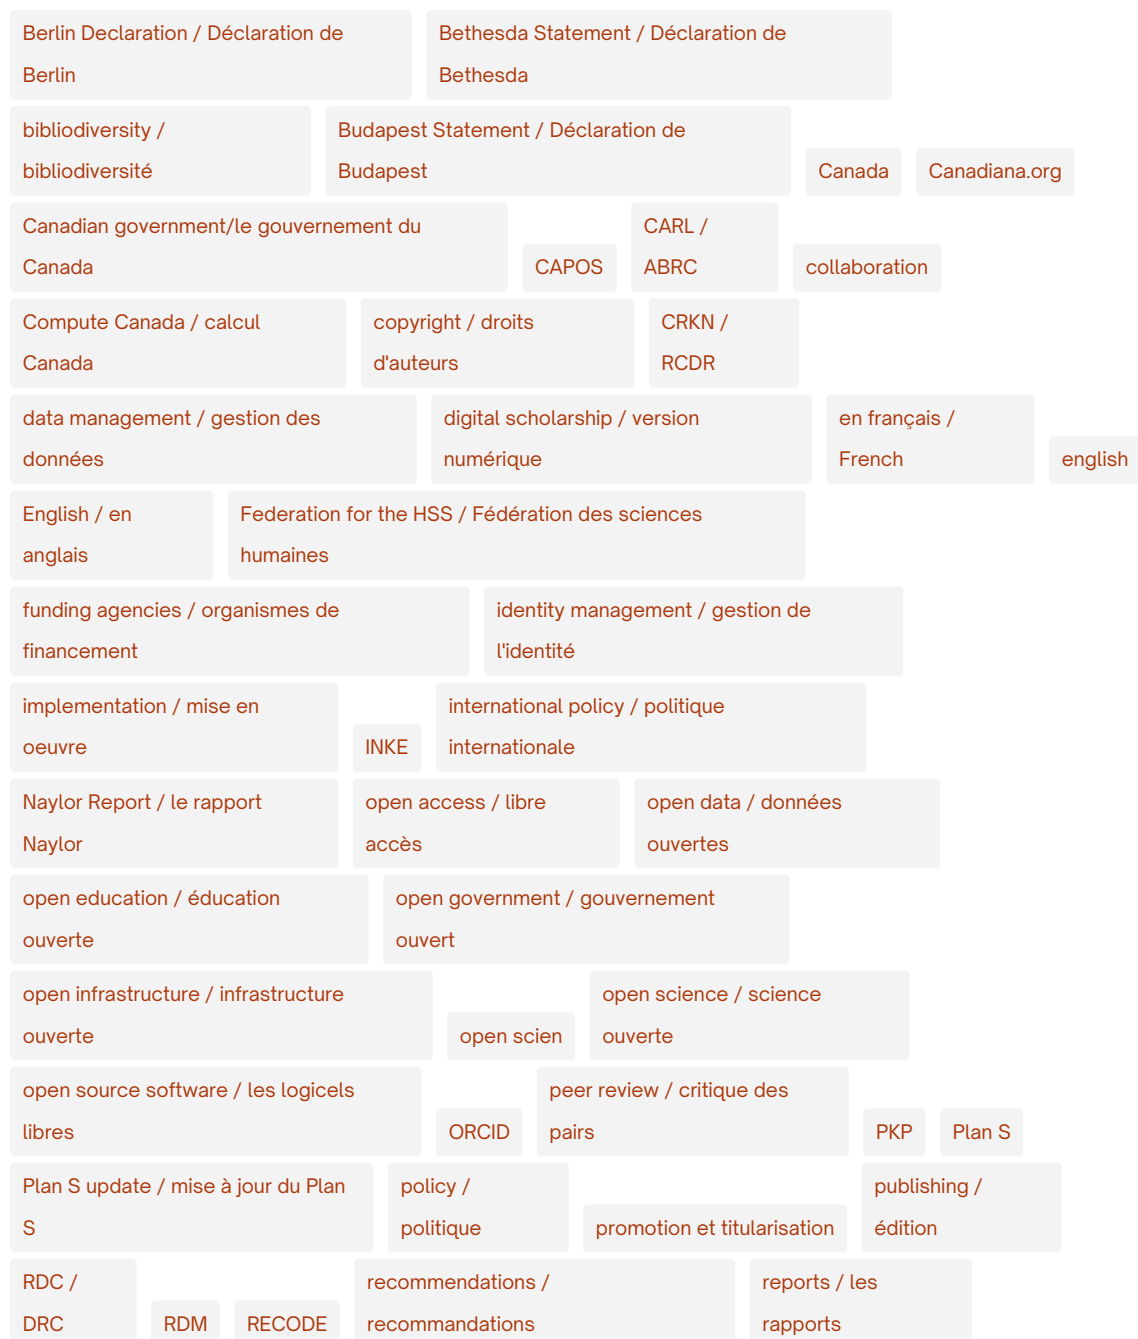 Berlin Declaration / Déclaration de
Berlin
Bethesda Statement / Déclaration de
Bethesda
bibliodiversity /
bibliodiversité
Budapest Statement / Déclaration de
Budapest
Canada
Canadiana.org
Canadian government/le gouvernement du
Canada
CAPOS
CARL /
ABRC
collaboration
Compute Canada / calcul
Canada
copyright / droits
d'auteurs
CRKN /
RCDR
data management / gestion des
données
digital scholarship / version
numérique
en français /
French
english
English / en
anglais
Federation for the HSS / Fédération des sciences
humaines
funding agencies / organismes de
financement
identity management / gestion de
l'identité
implementation / mise en
oeuvre
INKE
international policy / politique
internationale
Naylor Report / le rapport
Naylor
open access / libre
accès
open data / données
ouvertes
open education / éducation
ouverte
open government / gouvernement
ouvert
open infrastructure / infrastructure
ouverte
open scien
open science / science
ouverte
open source software / les logicels
libres
ORCID
peer review / critique des
pairs
PKP
Plan S
Plan S update / mise à jour du Plan
S
policy /
politique
promotion et titularisation
publishing /
édition
RDC /
DRC
RDM
RECODE
recommendations /
recommandations
reports / les
rapports